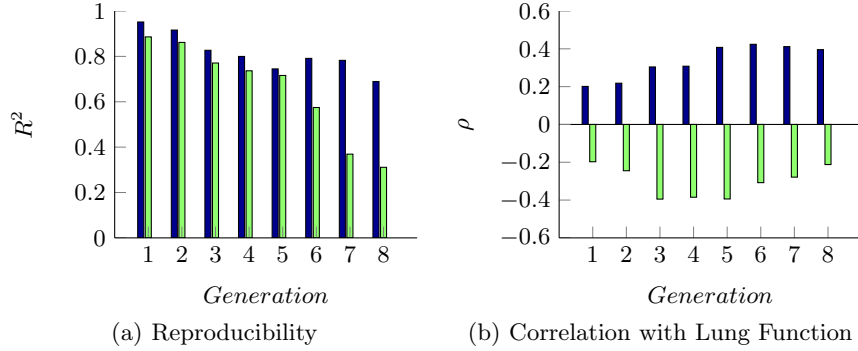 1
0.8
0.6
0.4
0.2
0
R²
1 2 3 4 5 6 7 8
Generation
(a) Reproducibility
0.6
0.4
0.2
0
−0.2
−0.4
−0.6
ρ
1 2 3 4 5 6 7 8
Generation
(b) Correlation with Lung Function